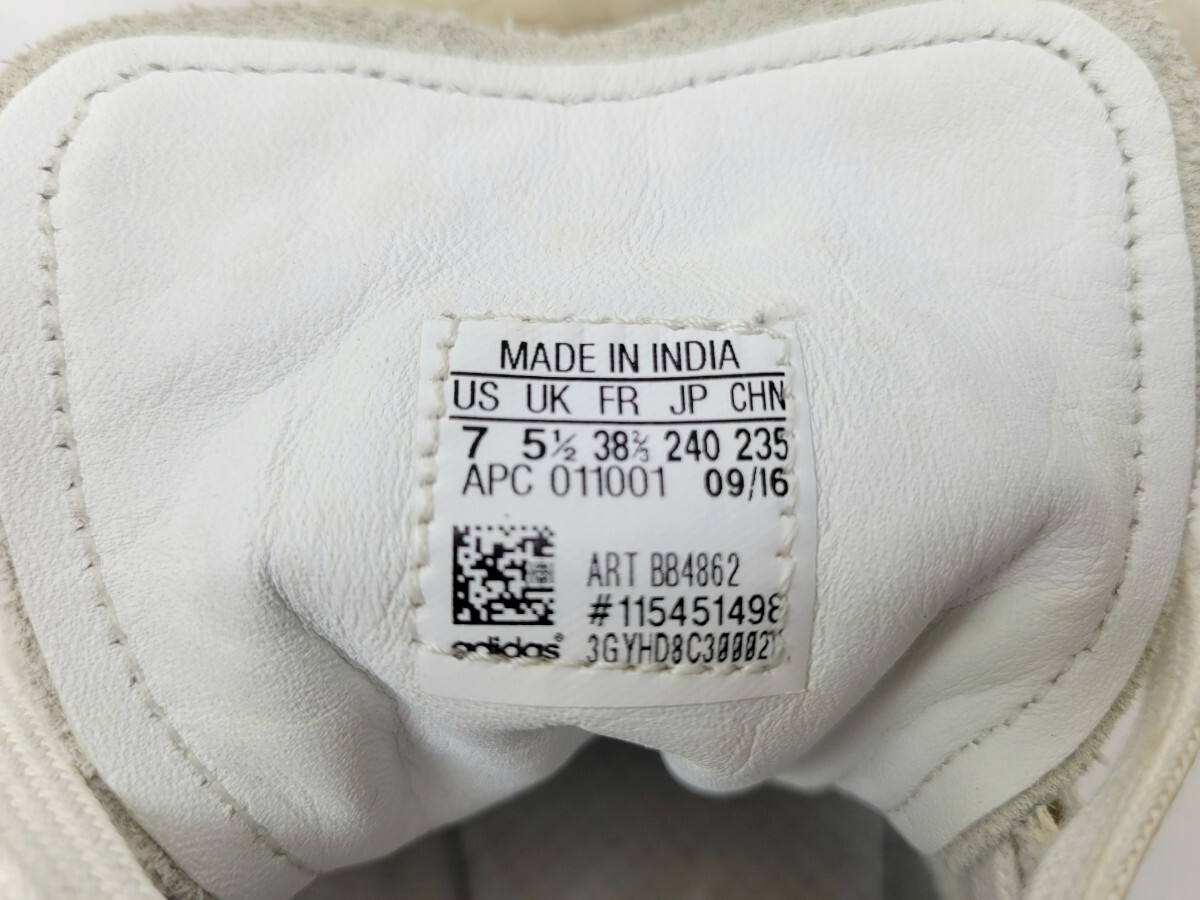 MADE IN INDIA
US UK FR JP CHN
7 5½ 38⅔ 240 235
APC 011001 09/16
ART BB4862
#115451498
adidas®